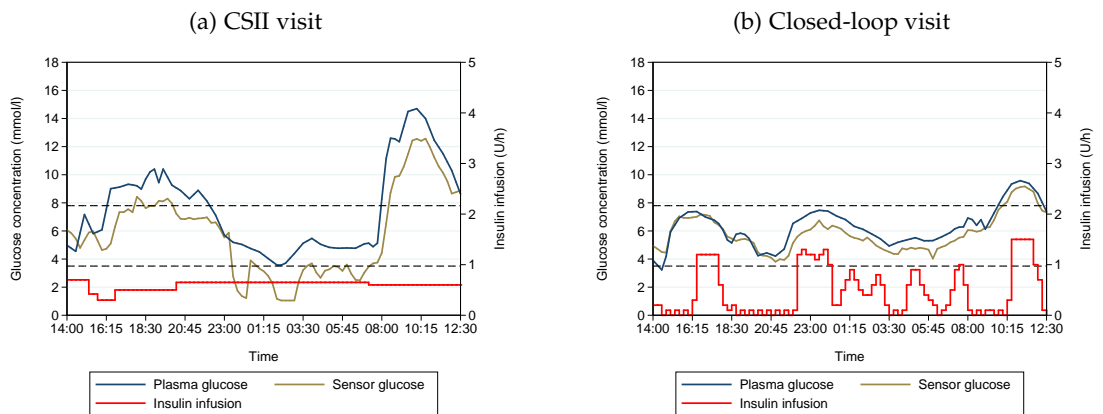 (a) CSII visit
Glucose concentration (mmol/l)
18
16
14
12
10
8
6
4
2
0
5
4
3
2
1
0
Insulin infusion (U/h)
14:00 16:15 18:30 20:45 23:00 01:15 03:30 05:45 08:00 10:15 12:30
Time
Plasma glucose Sensor glucose
Insulin infusion
(b) Closed-loop visit
Glucose concentration (mmol/l)
18
16
14
12
10
8
6
4
2
0
5
4
3
2
1
0
Insulin infusion (U/h)
14:00 16:15 18:30 20:45 23:00 01:15 03:30 05:45 08:00 10:15 12:30
Time
Plasma glucose Sensor glucose
Insulin infusion